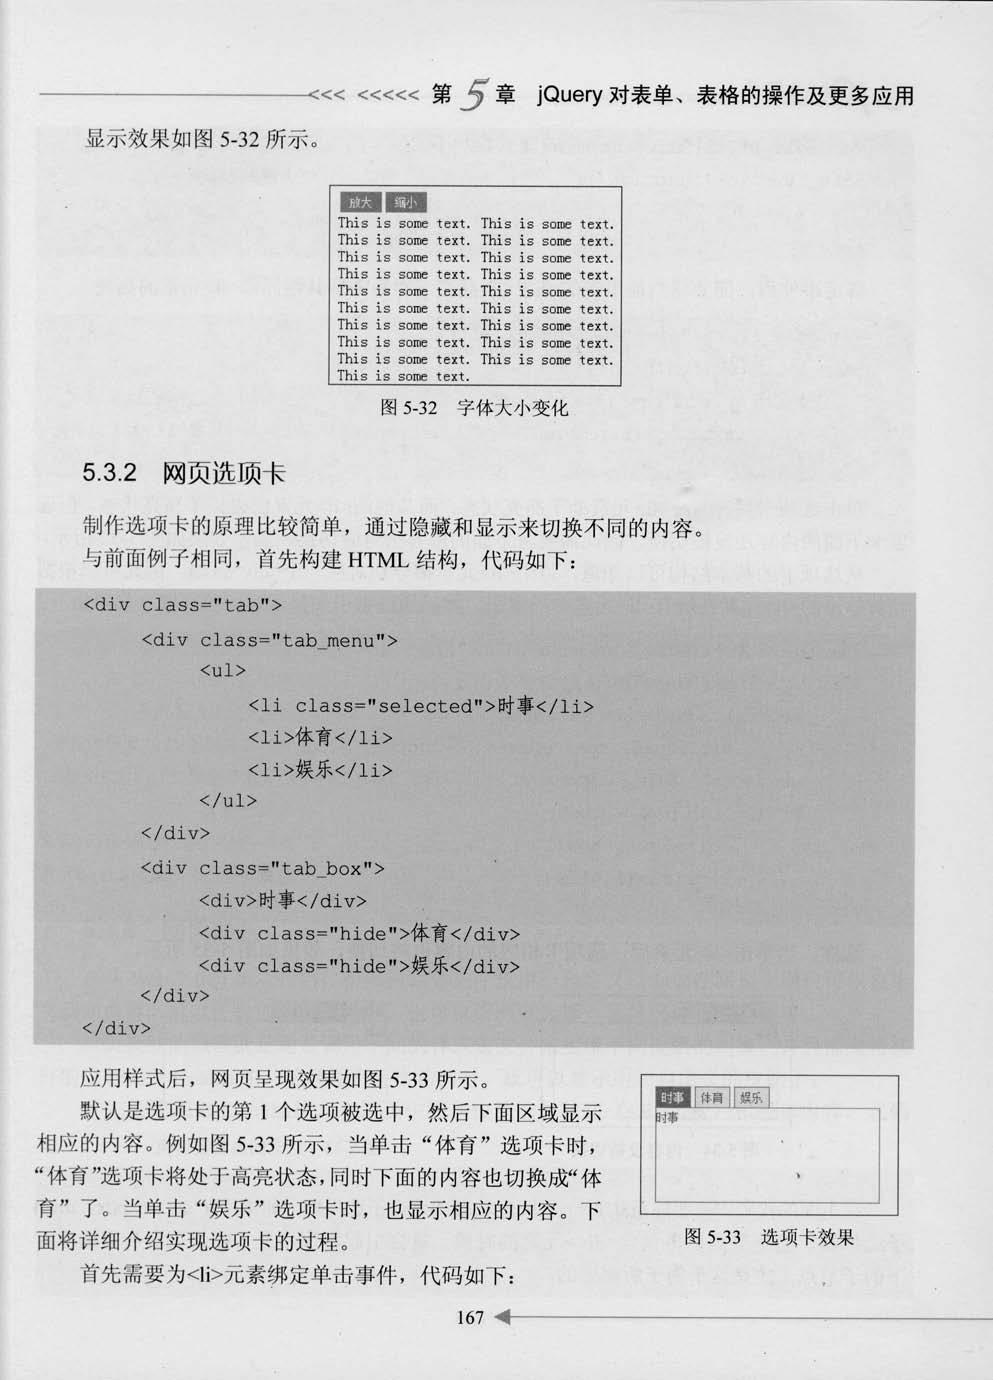 <<< <<<<< 第5章 jQuery 对表单、表格的操作及更多应用
显示效果如图 5-32 所示。
放大 缩小
This is some text. This is some text.
This is some text. This is some text.
This is some text. This is some text.
This is some text. This is some text.
This is some text. This is some text.
This is some text. This is some text.
This is some text. This is some text.
This is some text. This is some text.
This is some text. This is some text.
This is some text.
图 5-32 字体大小变化
5.3.2 网页选项卡
制作选项卡的原理比较简单，通过隐藏和显示来切换不同的内容。
与前面例子相同，首先构建 HTML 结构，代码如下：
<div class="tab">
<div class="tab_menu">
<ul>
<li class="selected">时事</li>
<li>体育</li>
<li>娱乐</li>
</ul>
</div>
<div class="tab_box">
<div>时事</div>
<div class="hide">体育</div>
<div class="hide">娱乐</div>
</div>
</div>
应用样式后，网页呈现效果如图 5-33 所示。
默认是选项卡的第 1 个选项被选中，然后下面区域显示
相应的内容。例如图 5-33 所示，当单击“体育”选项卡时，
“体育”选项卡将处于高亮状态，同时下面的内容也切换成“体
育”了。当单击“娱乐”选项卡时，也显示相应的内容。下
面将详细介绍实现选项卡的过程。
时事 体育 娱乐
时事
图 5-33 选项卡效果
首先需要为<li>元素绑定单击事件，代码如下：
167